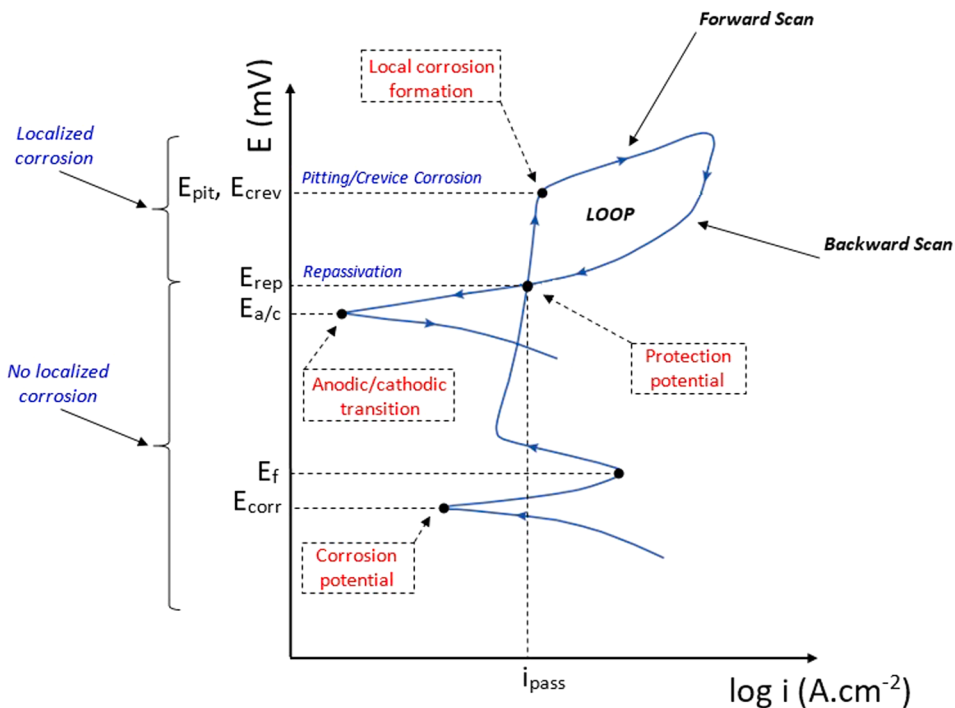 Forward Scan
Local corrosion
formation
E (mV)
Localized
corrosion
Pitting/Crevice Corrosion
Epit, Ecrev
LOOP
Backward Scan
Repassivation
Erep
Ea/c
Protection
potential
No localized
corrosion
Anodic/cathodic
transition
Ef
Ecorr
Corrosion
potential
ipass
log i (A.cm-2)